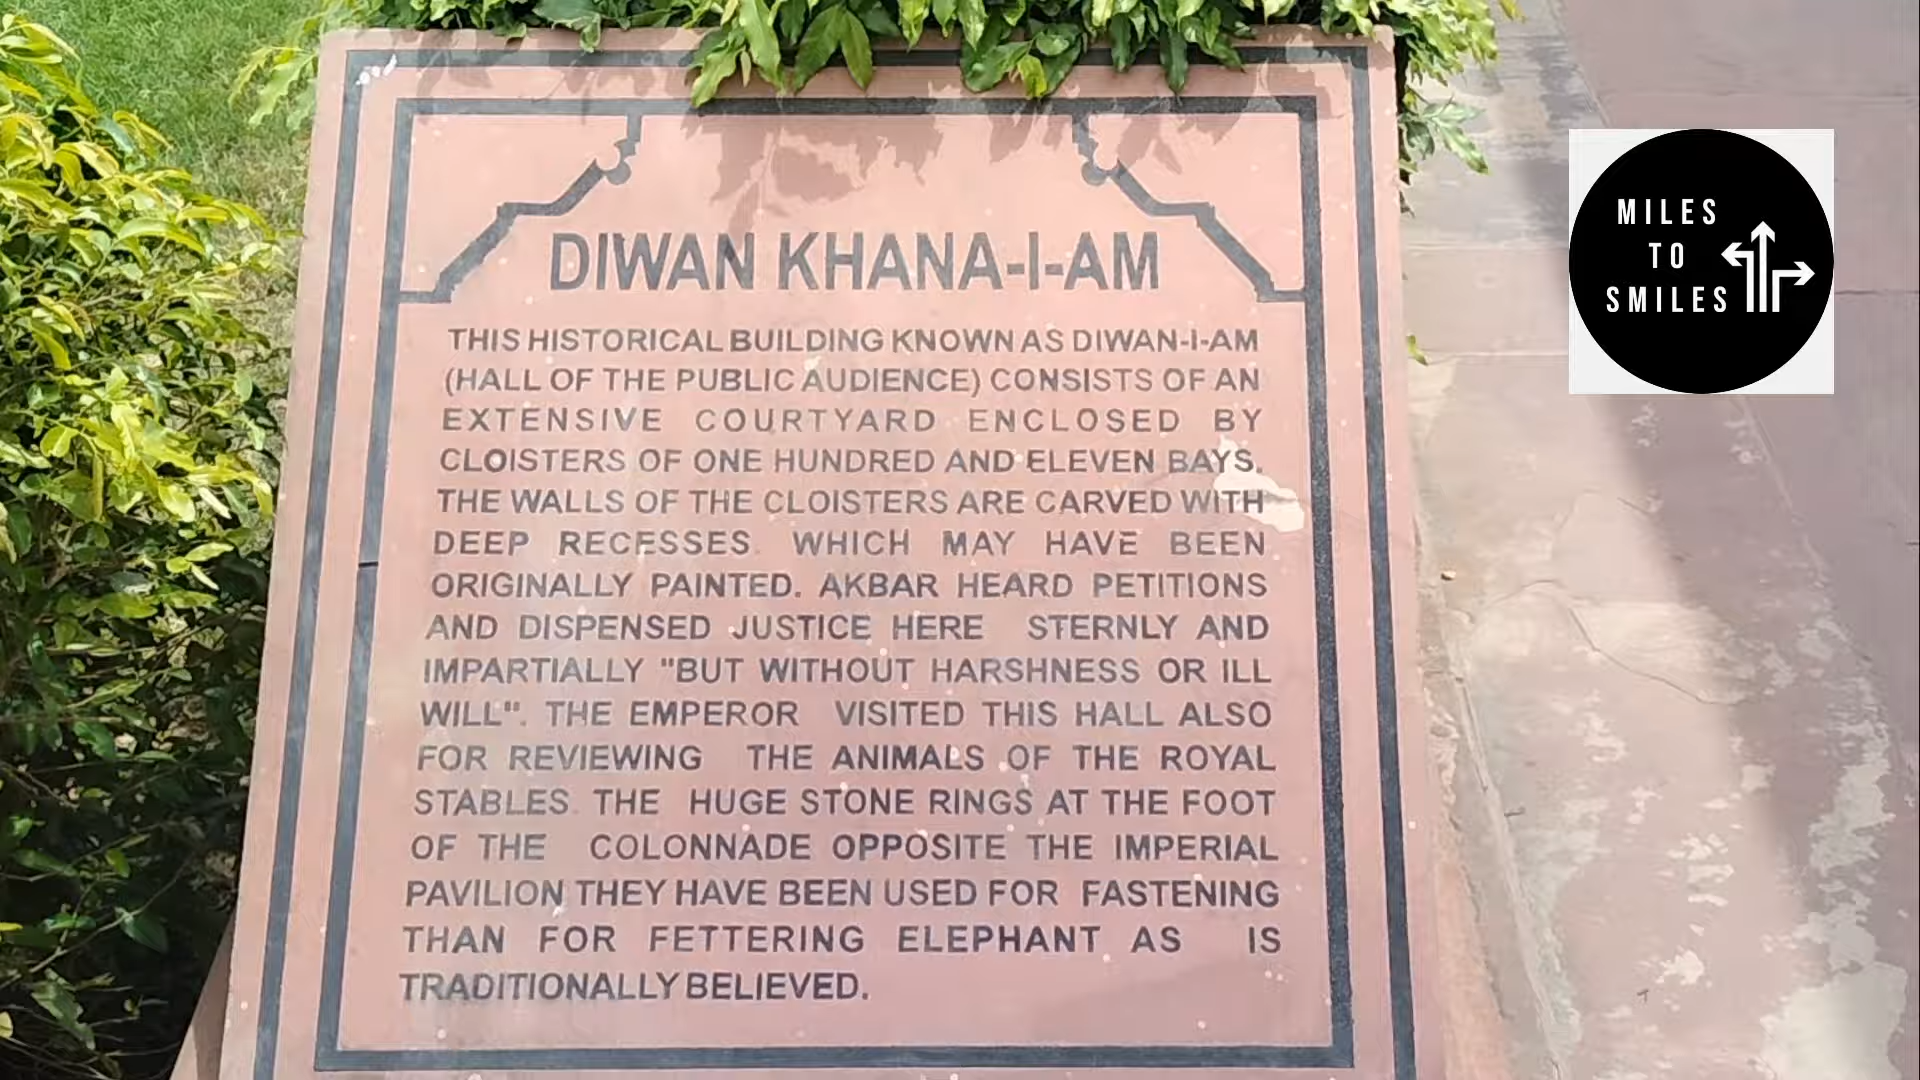 DIWAN KHANA-I-AM
THIS HISTORICAL BUILDING KNOWN AS DIWAN-I-AM
(HALL OF THE PUBLIC AUDIENCE) CONSISTS OF AN
EXTENSIVE COURTYARD ENCLOSED BY
CLOISTERS OF ONE HUNDRED AND ELEVEN BAYS.
THE WALLS OF THE CLOISTERS ARE CARVED WITH
DEEP RECESSES. WHICH MAY HAVE BEEN
ORIGINALLY PAINTED. AKBAR HEARD PETITIONS
AND DISPENSED JUSTICE HERE STERNLY AND
IMPARTIALLY "BUT WITHOUT HARSHNESS OR ILL
WILL". THE EMPEROR VISITED THIS HALL ALSO
FOR REVIEWING THE ANIMALS OF THE ROYAL
STABLES. THE HUGE STONE RINGS AT THE FOOT
OF THE COLONNADE OPPOSITE THE IMPERIAL
PAVILION THEY HAVE BEEN USED FOR FASTENING
THAN FOR FETTERING ELEPHANT AS IS
TRADITIONALLY BELIEVED.
MILES
TO
SMILES